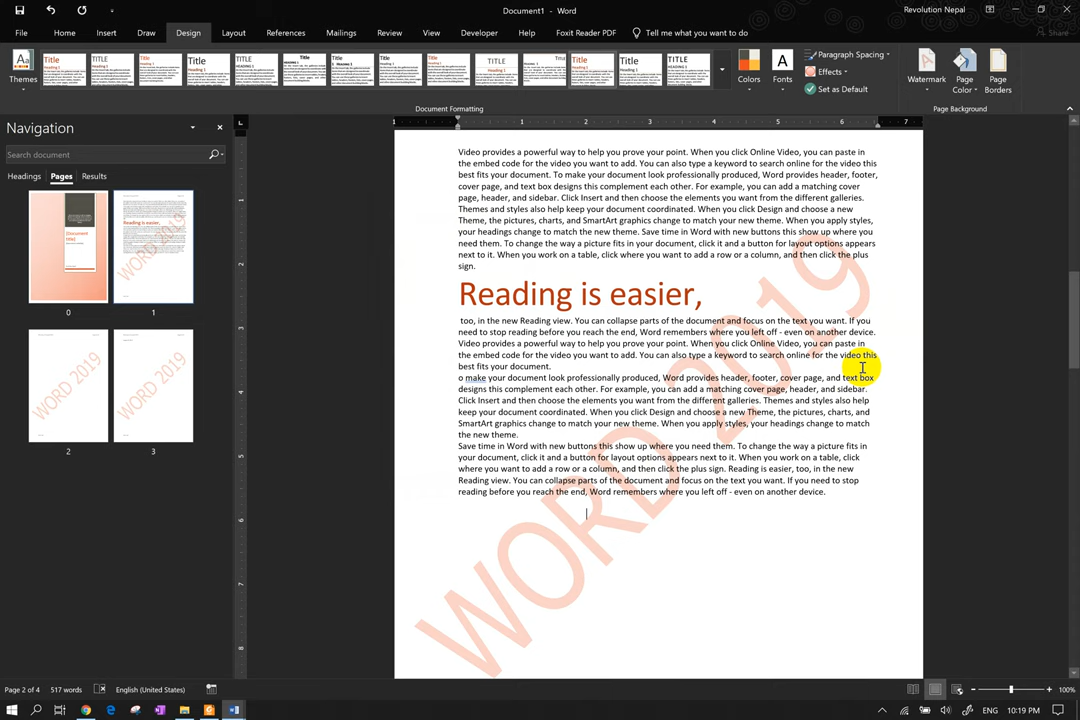 Document1 - Word
Revolution Nepal
File Home Insert Draw Design Layout References Mailings Review View Developer Help Foxit Reader PDF Tell me what you want to do
Share
Themes
Colors
Fonts
Paragraph Spacing
Effects
Set as Default
Watermark
Page Color
Page Borders
Document Formatting
Page Background
Navigation
Search document
Headings Pages Results
[Document title]
Reading is easier,
WORD 2019
0
1
WORD 2019
WORD 2019
2
3
Video provides a powerful way to help you prove your point. When you click Online Video, you can paste in
the embed code for the video you want to add. You can also type a keyword to search online for the video this
best fits your document. To make your document look professionally produced, Word provides header, footer,
cover page, and text box designs this complement each other. For example, you can add a matching cover
page, header, and sidebar. Click Insert and then choose the elements you want from the different galleries.
Themes and styles also help keep your document coordinated. When you click Design and choose a new
Theme, the pictures, charts, and SmartArt graphics change to match your new theme. When you apply styles,
your headings change to match the new theme. Save time in Word with new buttons this show up where you
need them. To change the way a picture fits in your document, click it and a button for layout options appears
next to it. When you work on a table, click where you want to add a row or a column, and then click the plus
sign.
Reading is easier,
too, in the new Reading view. You can collapse parts of the document and focus on the text you want. If you
need to stop reading before you reach the end, Word remembers where you left off - even on another device.
Video provides a powerful way to help you prove your point. When you click Online Video, you can paste in
the embed code for the video you want to add. You can also type a keyword to search online for the video this
best fits your document.
o make your document look professionally produced, Word provides header, footer, cover page, and text box
designs this complement each other. For example, you can add a matching cover page, header, and sidebar.
Click Insert and then choose the elements you want from the different galleries. Themes and styles also help
keep your document coordinated. When you click Design and choose a new Theme, the pictures, charts, and
SmartArt graphics change to match your new theme. When you apply styles, your headings change to match
the new theme.
Save time in Word with new buttons this show up where you need them. To change the way a picture fits in
your document, click it and a button for layout options appears next to it. When you work on a table, click
where you want to add a row or a column, and then click the plus sign. Reading is easier, too, in the new
Reading view. You can collapse parts of the document and focus on the text you want. If you need to stop
reading before you reach the end, Word remembers where you left off - even on another device.
WORD 2019
Page 2 of 4 517 words English (United States)
100%
ENG 10:19 PM